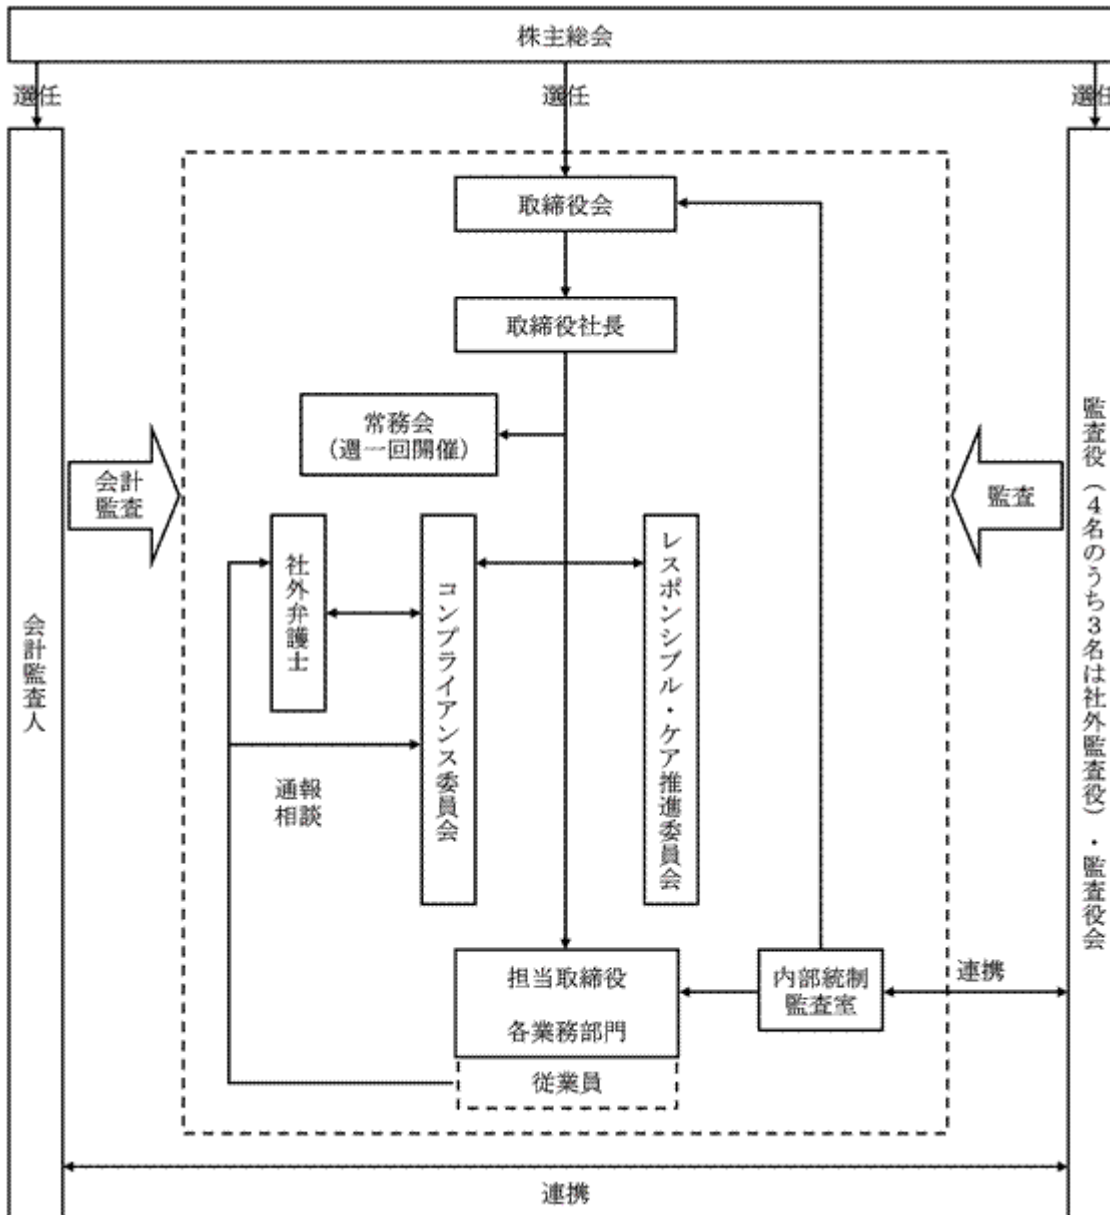 株主総会
選任
選任
選任
取締役会
取締役社長
常務会
(週一回開催)
会計
監査
監査
社外弁護士
コンプライアンス委員会
レスポンシブル・ケア推進委員会
会計監査人
監査役(4名のうち3名は社外監査役)・監査役会
通報
相談
担当取締役
各業務部門
従業員
内部統制
監査室
連携
連携